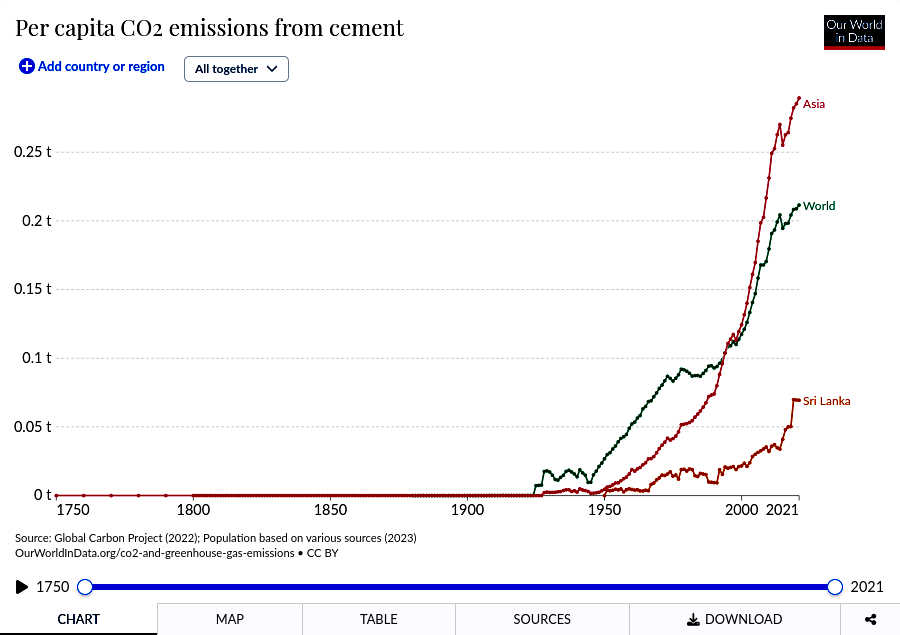 Per capita CO2 emissions from cement
Our World
in Data
Add country or region
All together
Asia
0.25 t
World
0.2 t
0.15 t
0.1 t
Sri Lanka
0.05 t
0 t
1750 1800 1850 1900 1950 2000 2021
Source: Global Carbon Project (2022); Population based on various sources (2023)
OurWorldInData.org/co2-and-greenhouse-gas-emissions • CC BY
1750 2021
CHART MAP TABLE SOURCES DOWNLOAD